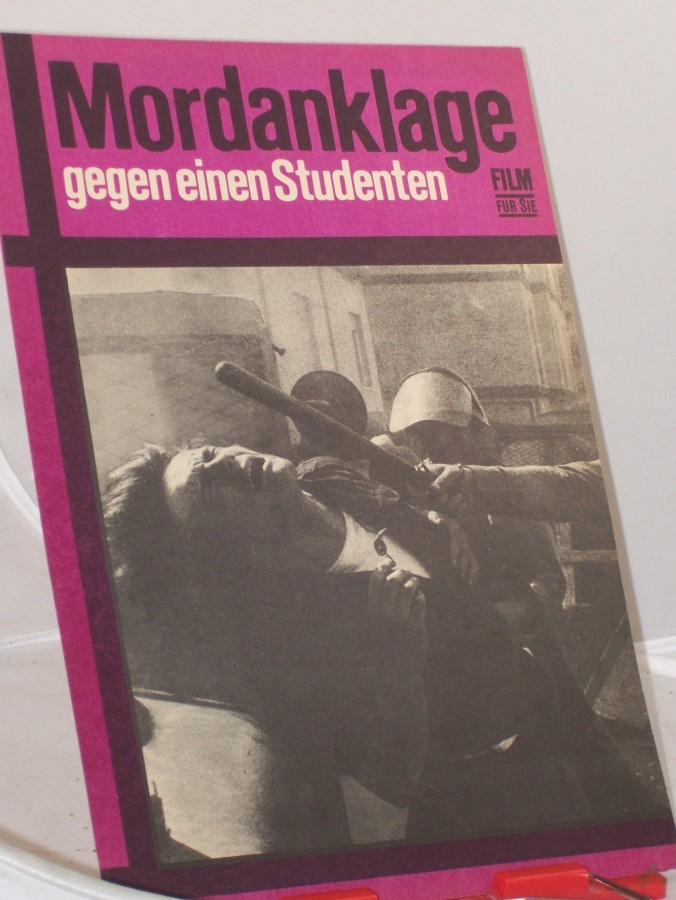 Mordanklage
gegen einen Studenten
FILM
FÜR SIE